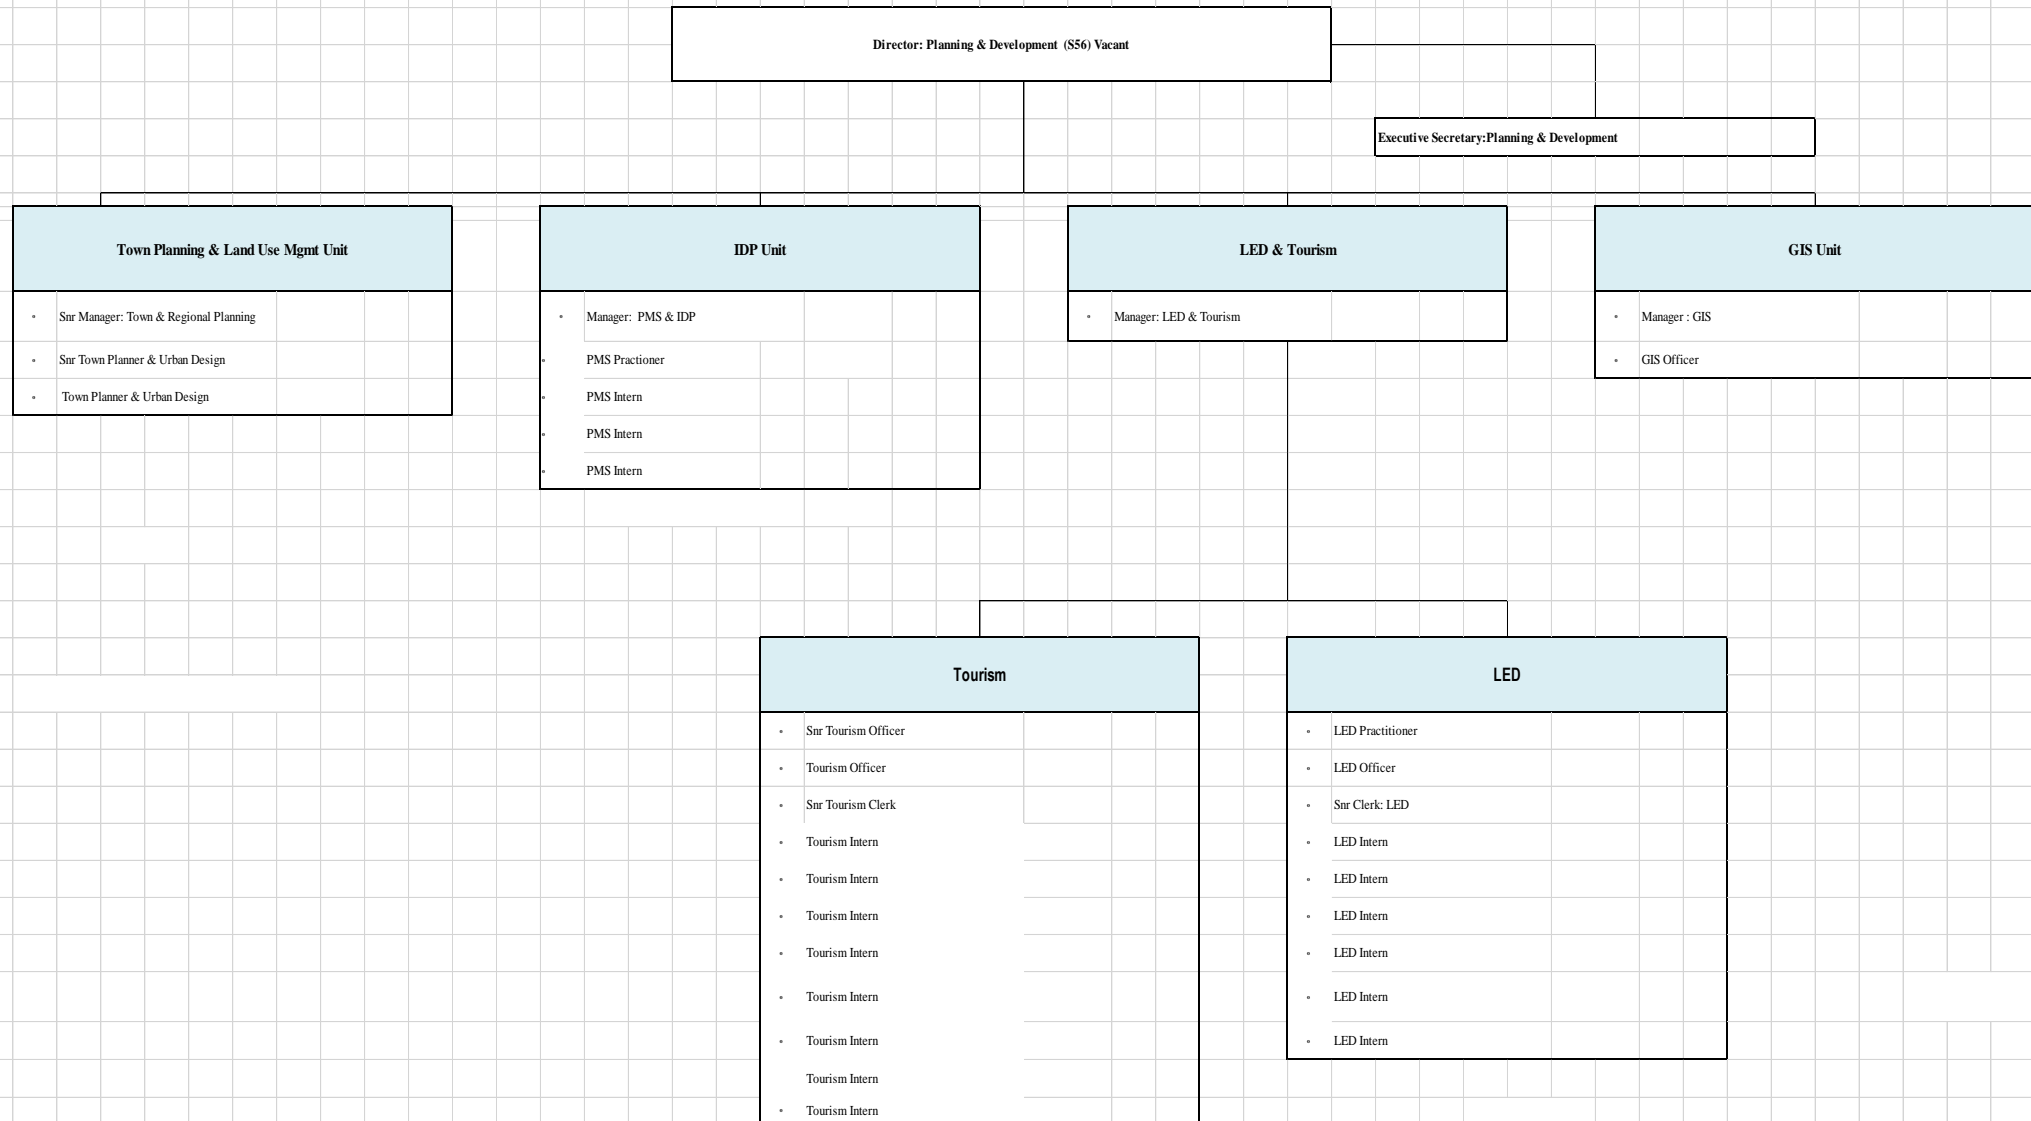 Director: Planning & Development (S56) Vacant
Executive Secretary:Planning & Development
Town Planning & Land Use Mgmt Unit
Snr Manager: Town & Regional Planning
Snr Town Planner & Urban Design
Town Planner & Urban Design
IDP Unit
Manager: PMS & IDP
PMS Practioner
PMS Intern
PMS Intern
PMS Intern
LED & Tourism
Manager: LED & Tourism
GIS Unit
Manager : GIS
GIS Officer
Tourism
Snr Tourism Officer
Tourism Officer
Snr Tourism Clerk
Tourism Intern
Tourism Intern
Tourism Intern
Tourism Intern
Tourism Intern
Tourism Intern
Tourism Intern
Tourism Intern
LED
LED Practitioner
LED Officer
Snr Clerk: LED
LED Intern
LED Intern
LED Intern
LED Intern
LED Intern
LED Intern